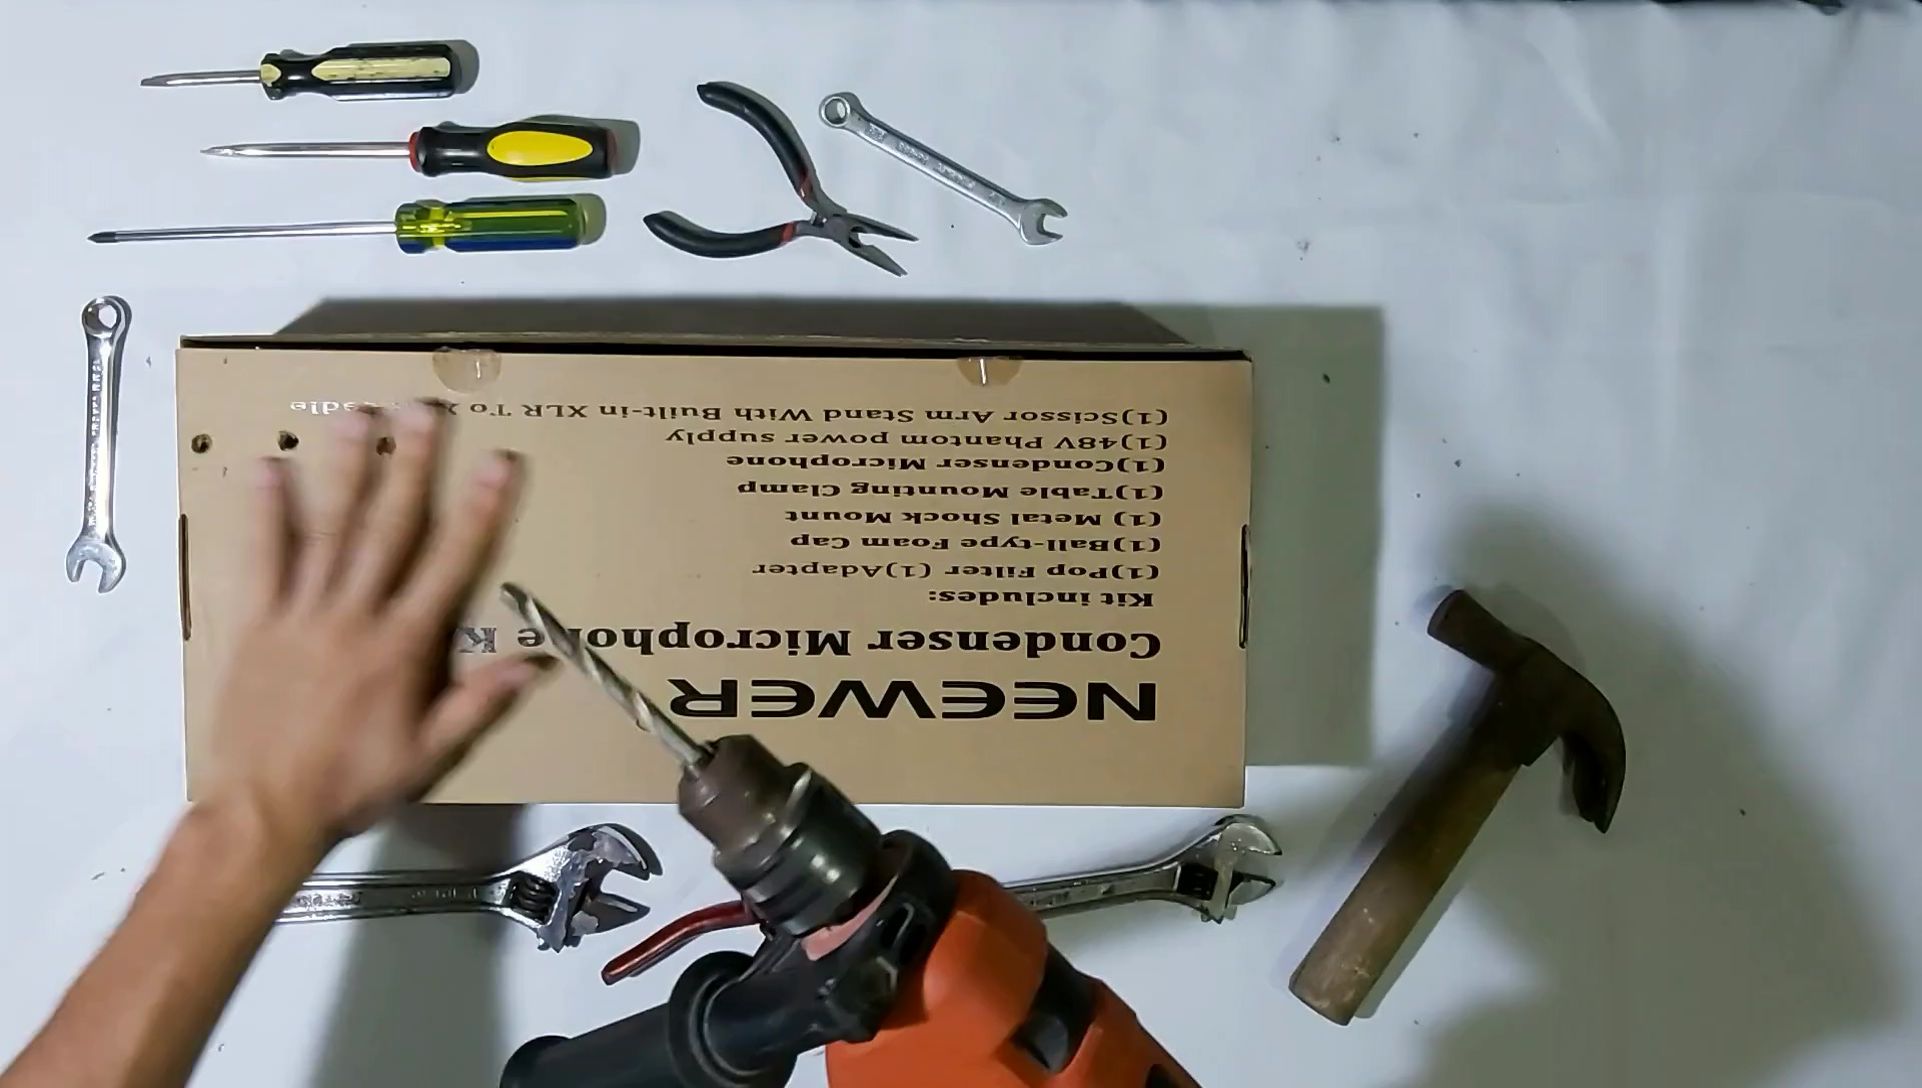 NEEWER
Condenser Microphone K
Kit includes:
(1)Pop Filter (1)Adapter
(1)Ball-type Foam Cap
(1) Metal Shock Mount
(1)Table Mounting Clamp
(1)Condenser Microphone
(1)48V Phantom power supply
(1)Scissor Arm Stand With Built-in XLR To